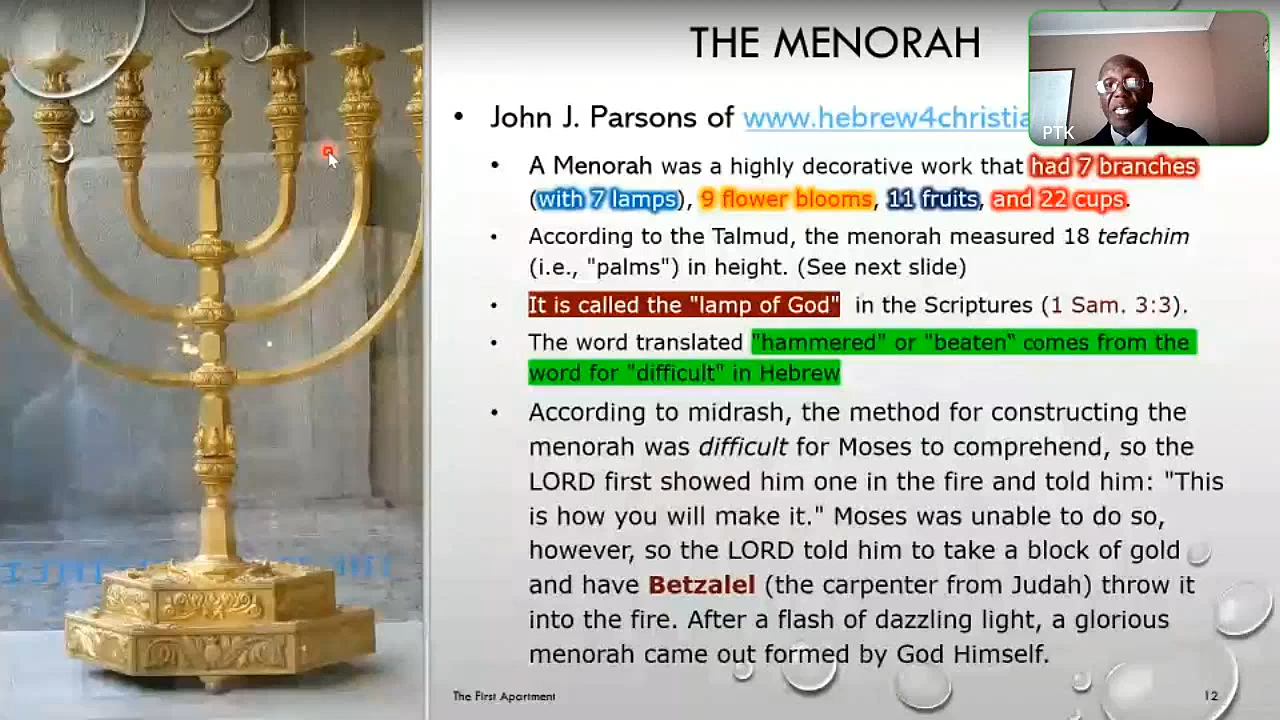 THE MENORAH
PTK
• John J. Parsons of www.hebrew4christia
• A Menorah was a highly decorative work that had 7 branches
(with 7 lamps), 9 flower blooms, 11 fruits, and 22 cups.
• According to the Talmud, the menorah measured 18 tefachim
(i.e., "palms") in height. (See next slide)
• It is called the "lamp of God" in the Scriptures (1 Sam. 3:3).
• The word translated "hammered" or "beaten" comes from the
word for "difficult" in Hebrew
• According to midrash, the method for constructing the
menorah was difficult for Moses to comprehend, so the
LORD first showed him one in the fire and told him: "This
is how you will make it." Moses was unable to do so,
however, so the LORD told him to take a block of gold
and have Betzalel (the carpenter from Judah) throw it
into the fire. After a flash of dazzling light, a glorious
menorah came out formed by God Himself.
The First Apartment
12